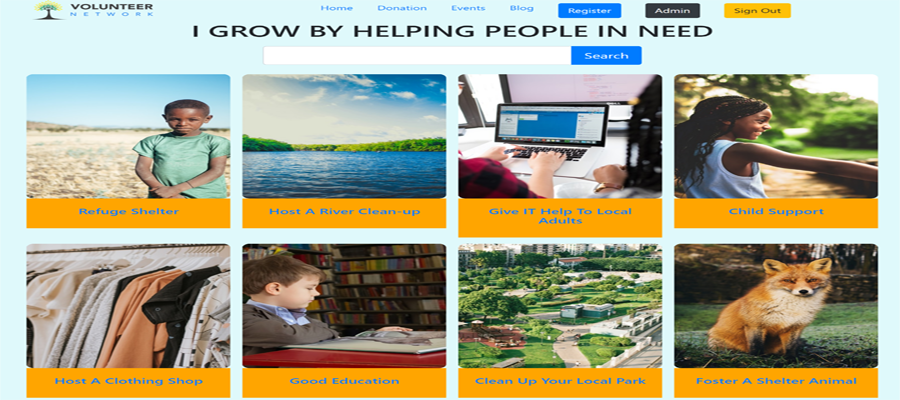 VOLUNTEER
NETWORK
Home Donation Events Blog Register Admin Sign Out
I GROW BY HELPING PEOPLE IN NEED
Search
Refuge Shelter
Host A River Clean-up
Give IT Help To Local
Adults
Child Support
Host A Clothing Shop
Good Education
Clean Up Your Local Park
Foster A Shelter Animal